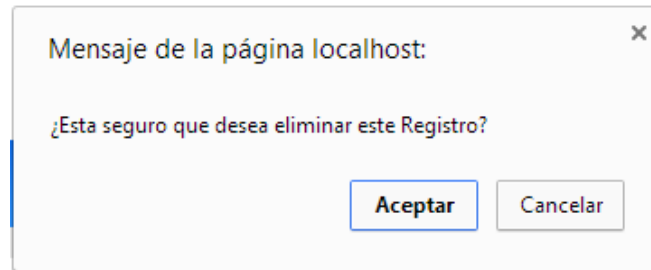 Mensaje de la página localhost:
¿Esta seguro que desea eliminar este Registro?
Aceptar
Cancelar